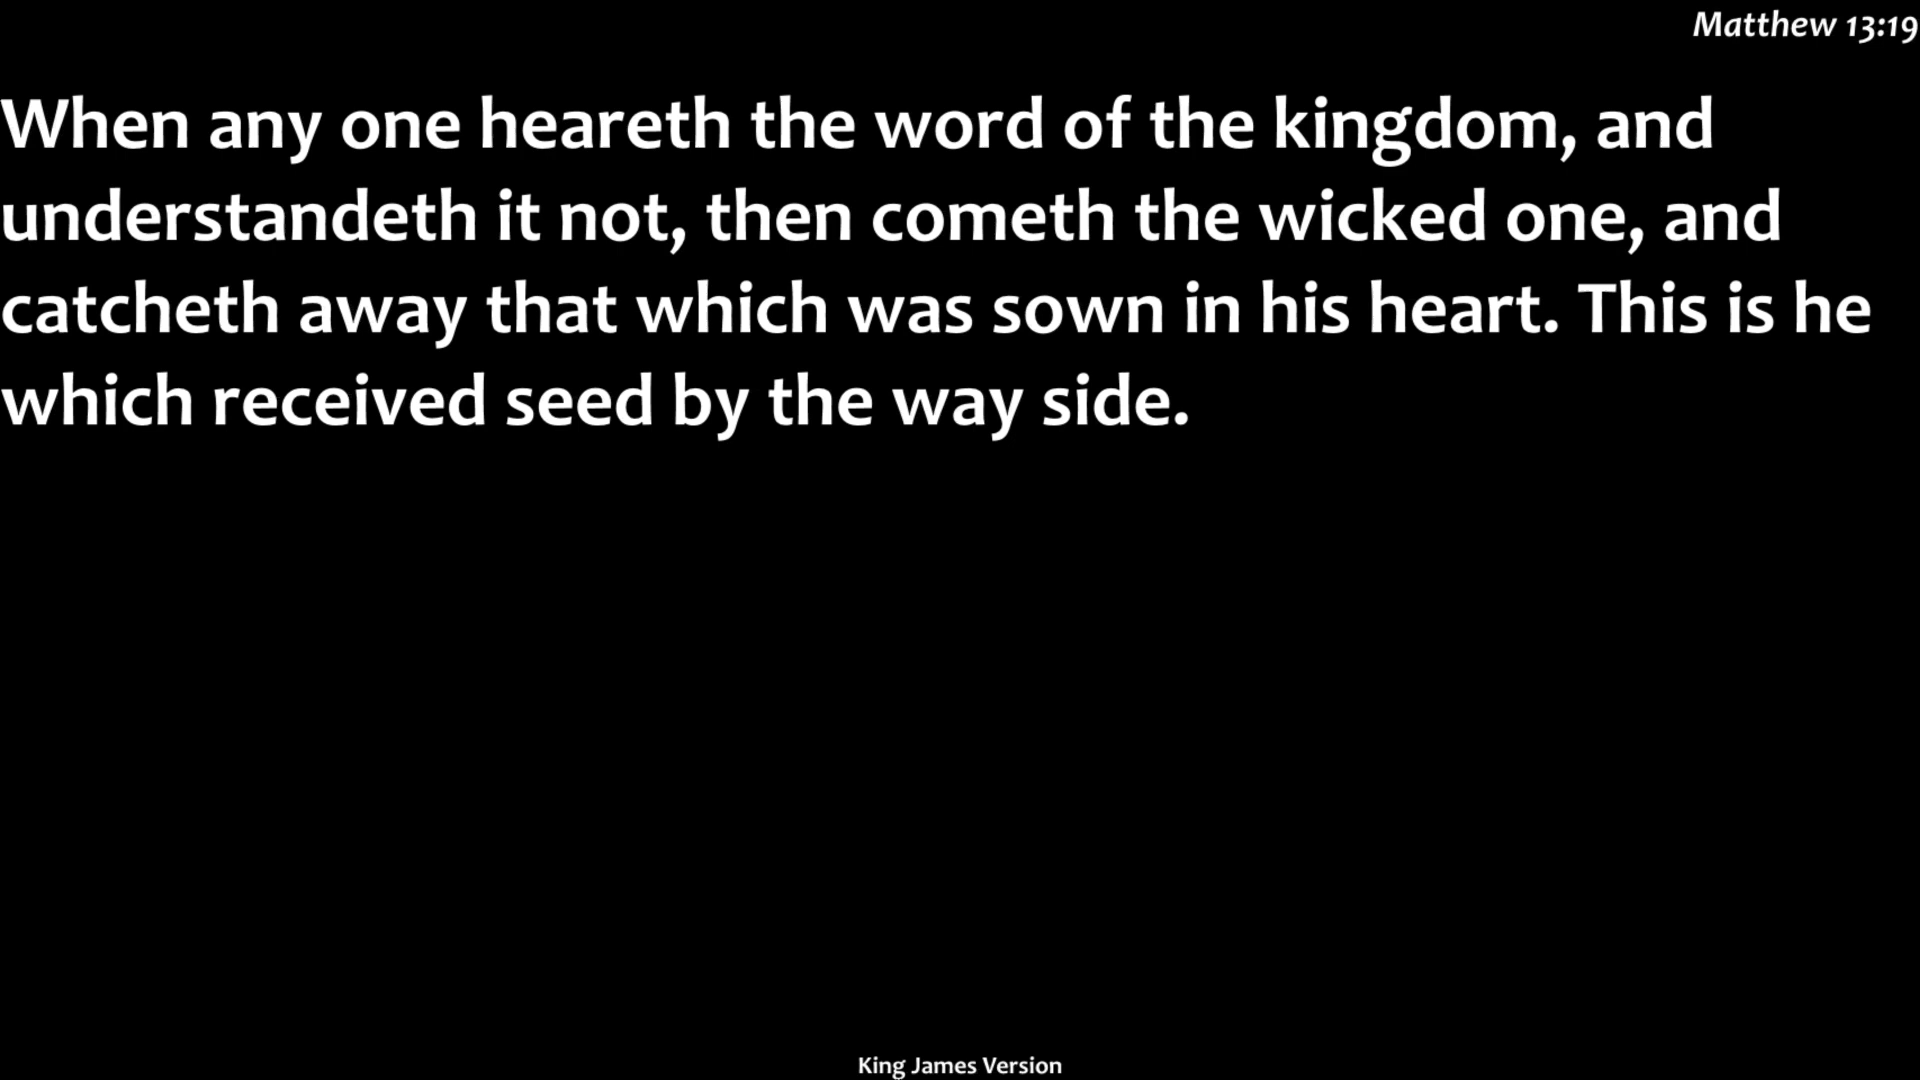 Matthew 13:19
When any one heareth the word of the kingdom, and
understandeth it not, then cometh the wicked one, and
catcheth away that which was sown in his heart. This is he
which received seed by the way side.
King James Version